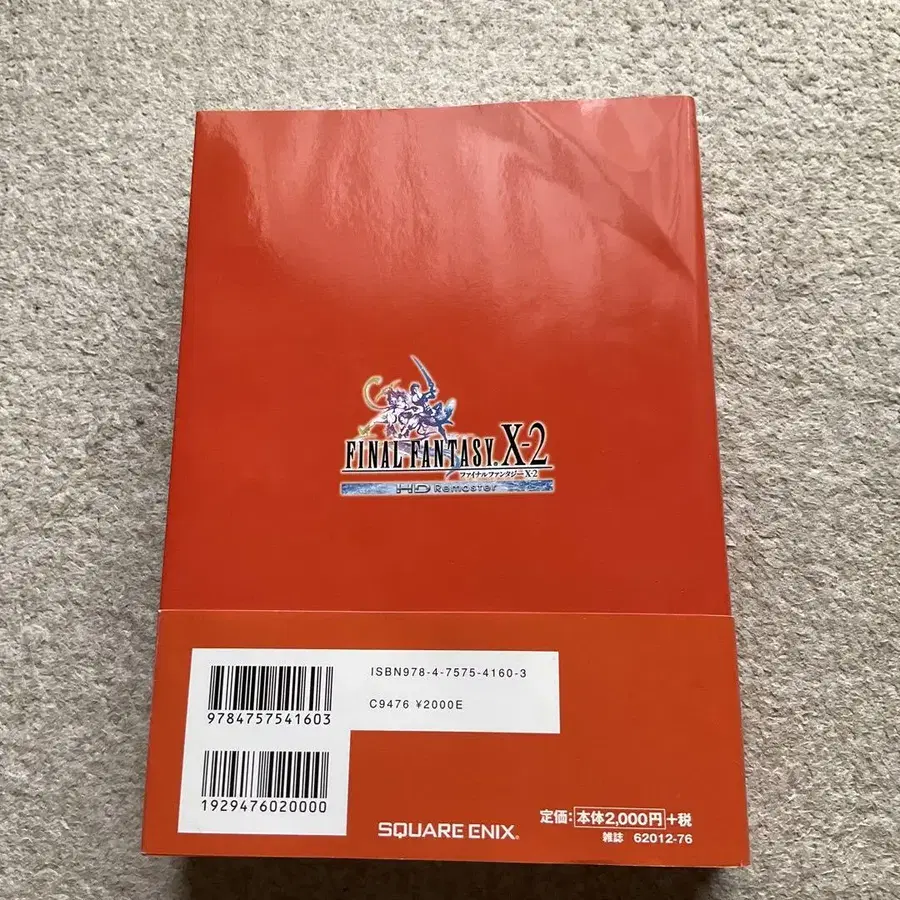 FINAL FANTASY X-2
ファイナルファンタジーX-2
HD Remaster
ISBN978-4-7575-4160-3
C9476 ¥2000E
9784757541603
1929476020000
定価:本体2,000円+税
雑誌 62012-76
SQUARE ENIX.